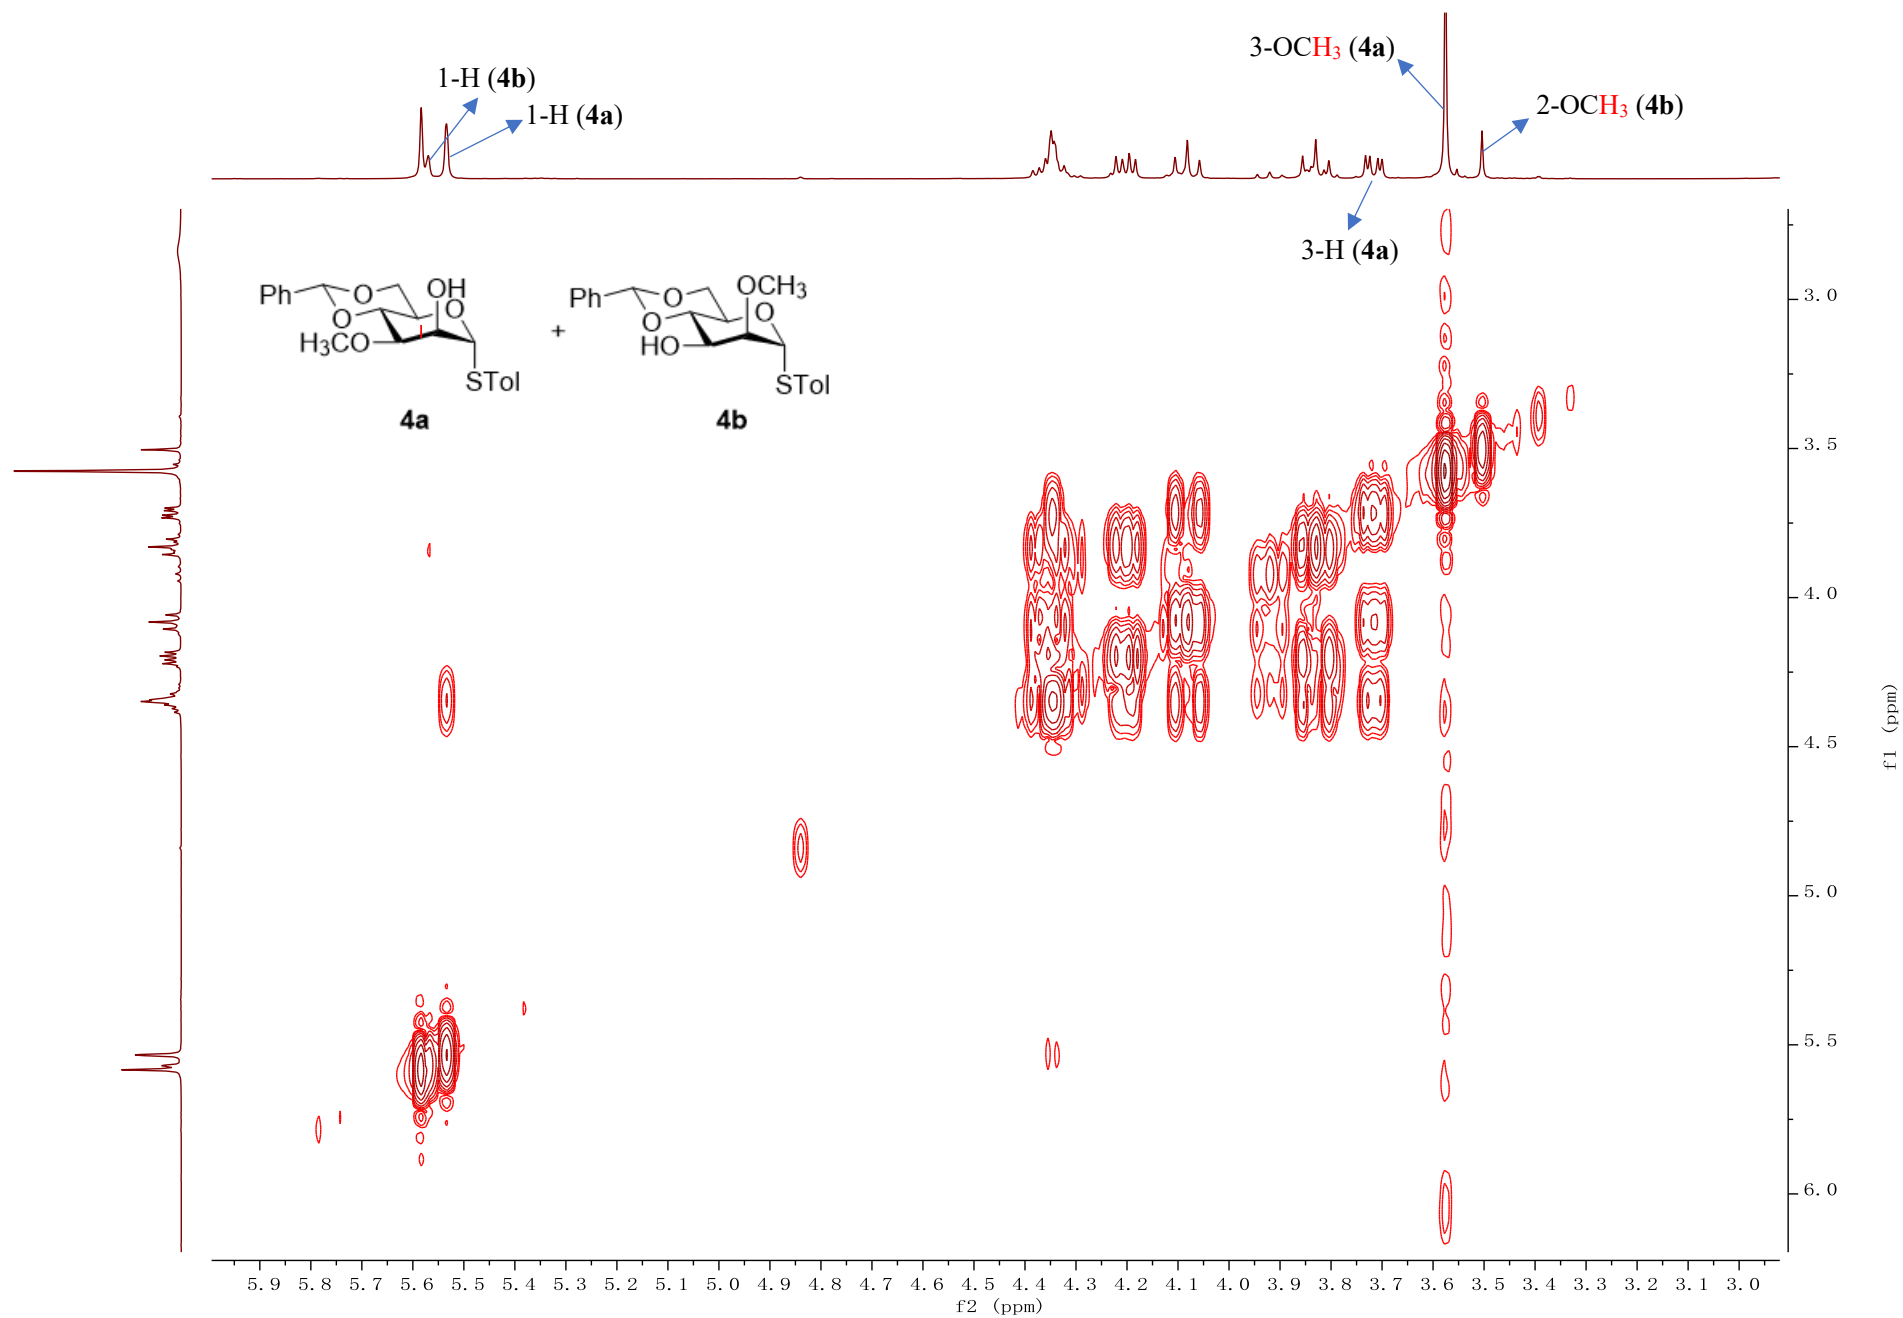 3-OCH₃ (4a)
1-H (4b)
2-OCH₃ (4b)
1-H (4a)
3-H (4a)
Ph
O
OH
O
O
H3CO
STol
4a
+
Ph
O
OCH3
O
O
HO
STol
4b
3.0
3.5
4.0
4.5
5.0
5.5
6.0
f1 (ppm)
5.9 5.8 5.7 5.6 5.5 5.4 5.3 5.2 5.1 5.0 4.9 4.8 4.7 4.6 4.5 4.4 4.3 4.2 4.1 4.0 3.9 3.8 3.7 3.6 3.5 3.4 3.3 3.2 3.1 3.0
f2 (ppm)